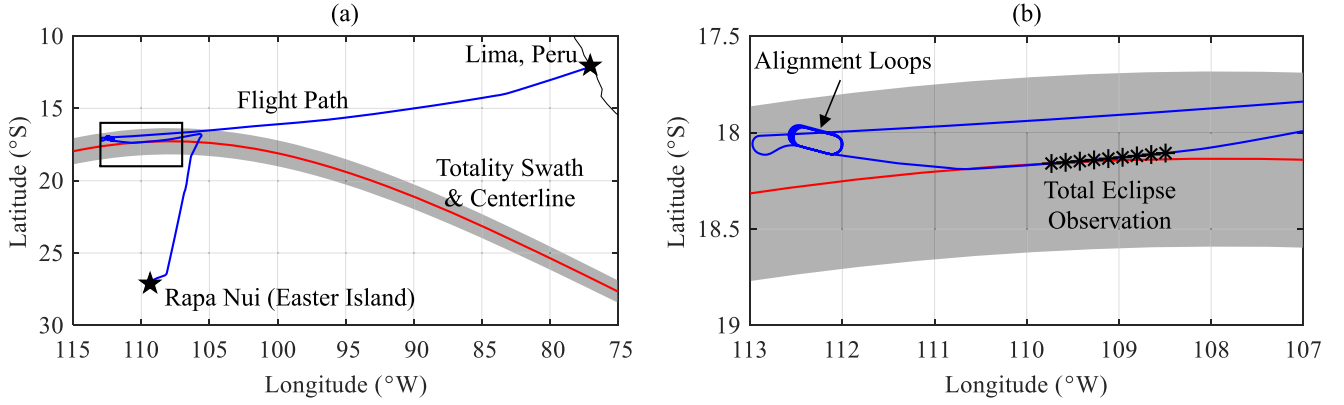 (a)
10
15
20
25
30
Latitude (°S)
Lima, Peru
Flight Path
Totality Swath
& Centerline
Rapa Nui (Easter Island)
115
110
105
100
95
90
85
80
75
Longitude (°W)
(b)
17.5
18
18.5
19
Latitude (°S)
Alignment Loops
Total Eclipse
Observation
113
112
111
110
109
108
107
Longitude (°W)